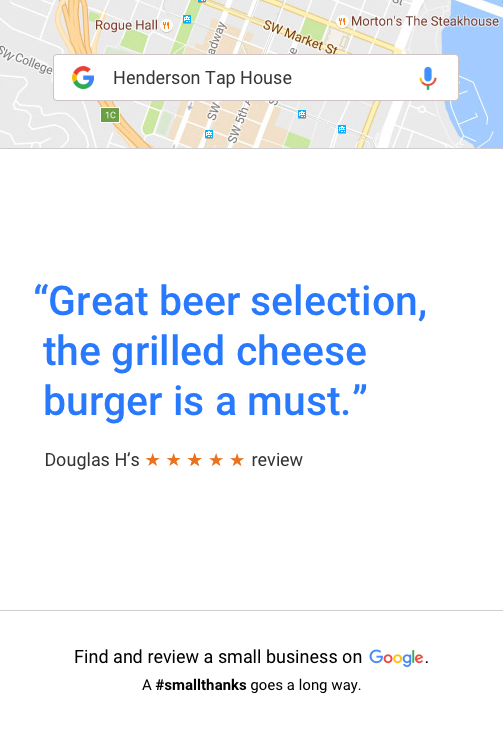 Rogue Hall
Morton's The Steakhouse
SW Market St
SW College
Henderson Tap House
1C
SW 5th A
“Great beer selection,
the grilled cheese
burger is a must.”
Douglas H’s ★ ★ ★ ★ ★ review
Find and review a small business on Google.
A #smallthanks goes a long way.